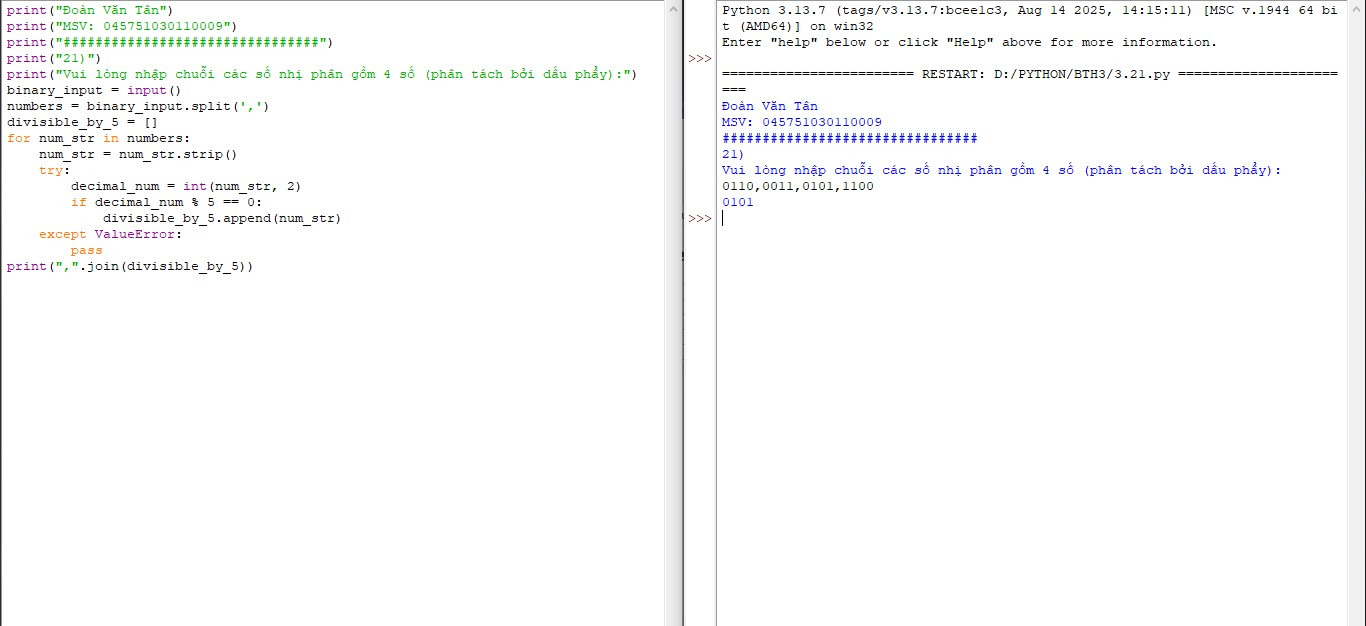 print("Đoàn Văn Tân")
print("MSV: 045751030110009")
print("################################")
print("21)")
print("Vui lòng nhập chuỗi các số nhị phân gồm 4 số (phân tách bởi dấu phẩy):")
binary_input = input()
numbers = binary_input.split(',')
divisible_by_5 = []
for num_str in numbers:
    num_str = num_str.strip()
    try:
        decimal_num = int(num_str, 2)
        if decimal_num % 5 == 0:
            divisible_by_5.append(num_str)
    except ValueError:
        pass
print(",".join(divisible_by_5))
Python 3.13.7 (tags/v3.13.7:bcee1c3, Aug 14 2025, 14:15:11) [MSC v.1944 64 bi
t (AMD64)] on win32
Enter "help" below or click "Help" above for more information.
>>>
======================== RESTART: D:/PYTHON/BTH3/3.21.py ====================
===
Đoàn Văn Tân
MSV: 045751030110009
################################
21)
Vui lòng nhập chuỗi các số nhị phân gồm 4 số (phân tách bởi dấu phẩy):
0110,0011,0101,1100
0101
>>>